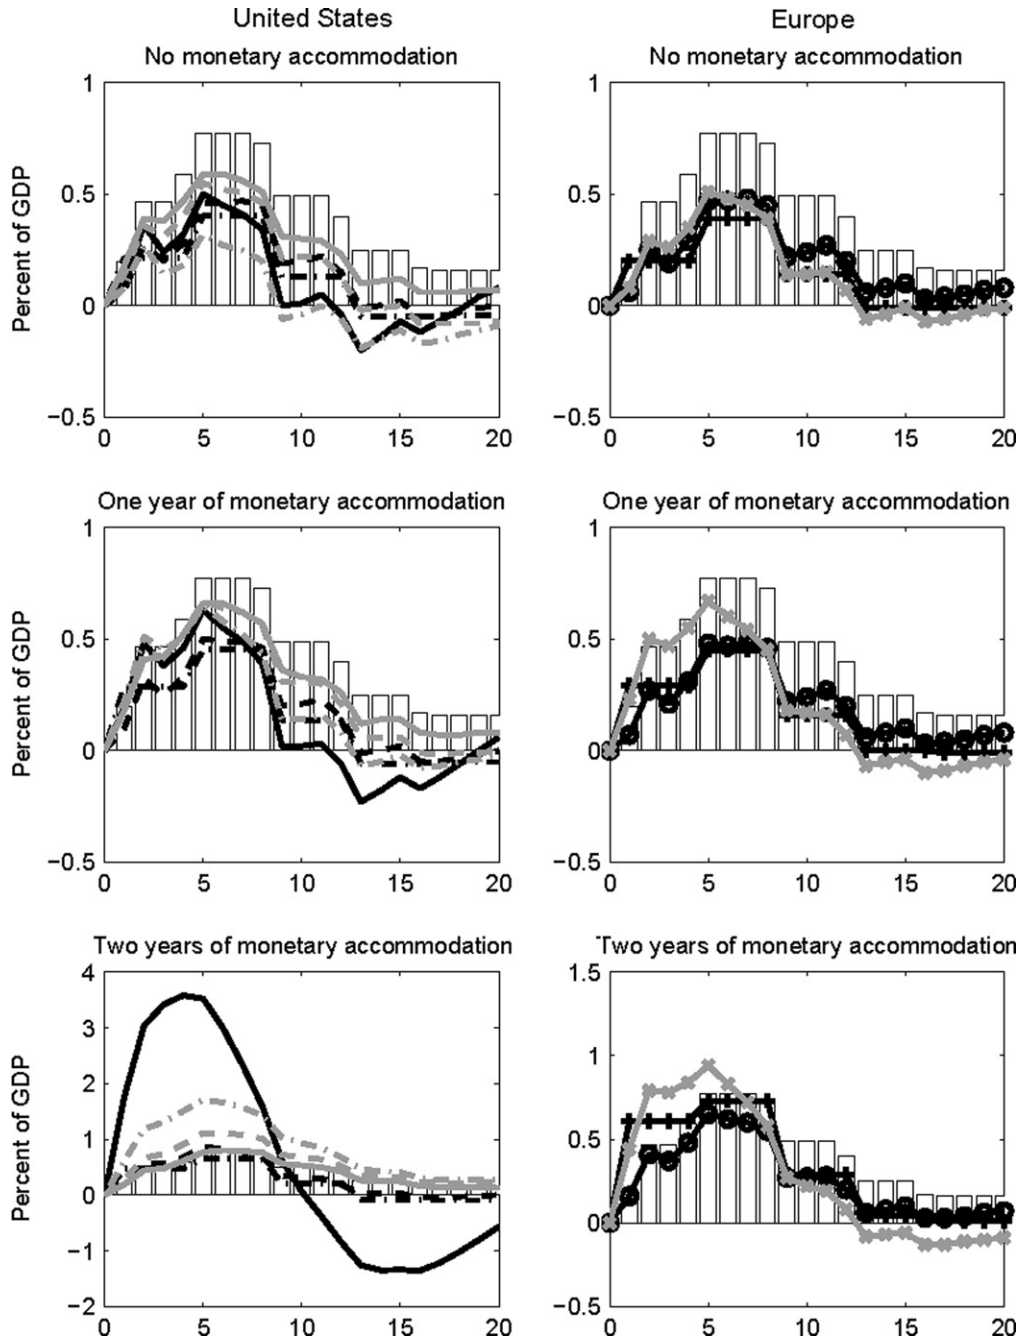 United States
Europe
No monetary accommodation
No monetary accommodation
Percent of GDP
1
0.5
0
−0.5
0 5 10 15 20
1
0.5
0
−0.5
0 5 10 15 20
One year of monetary accommodation
One year of monetary accommodation
Percent of GDP
1
0.5
0
−0.5
0 5 10 15 20
1
0.5
0
−0.5
0 5 10 15 20
Two years of monetary accommodation
Two years of monetary accommodation
Percent of GDP
4
3
2
1
0
−1
−2
0 5 10 15 20
1.5
1
0.5
0
−0.5
0 5 10 15 20